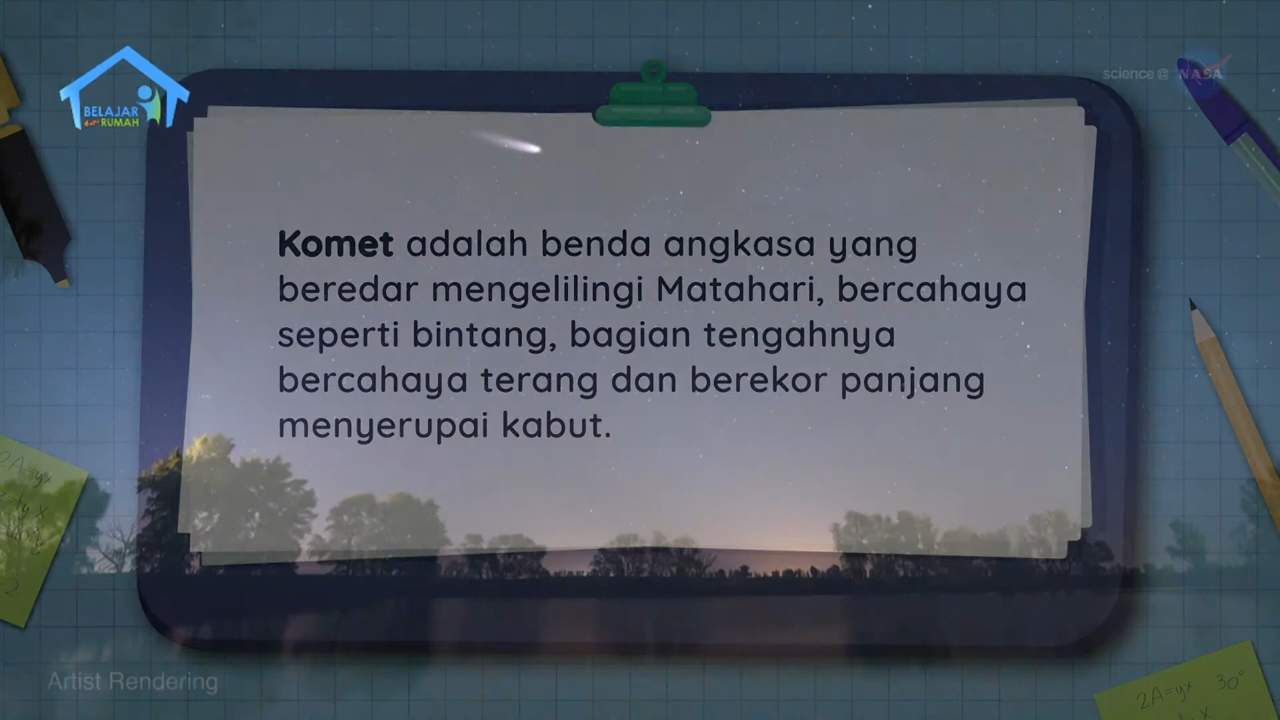 science@ NASA
BELAJAR
dari RUMAH
Komet adalah benda angkasa yang
beredar mengelilingi Matahari, bercahaya
seperti bintang, bagian tengahnya
bercahaya terang dan berekor panjang
menyerupai kabut.
Artist Rendering
2A=yx 30°